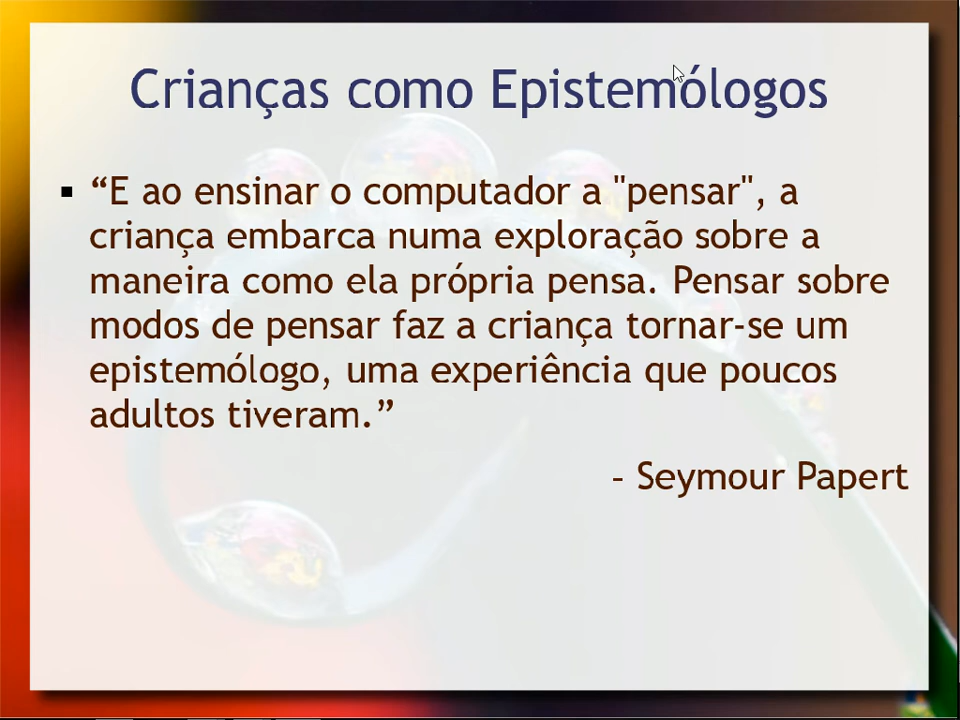 Crianças como Epistemólogos
▪ “E ao ensinar o computador a "pensar", a
criança embarca numa exploração sobre a
maneira como ela própria pensa. Pensar sobre
modos de pensar faz a criança tornar-se um
epistemólogo, uma experiência que poucos
adultos tiveram.”
– Seymour Papert